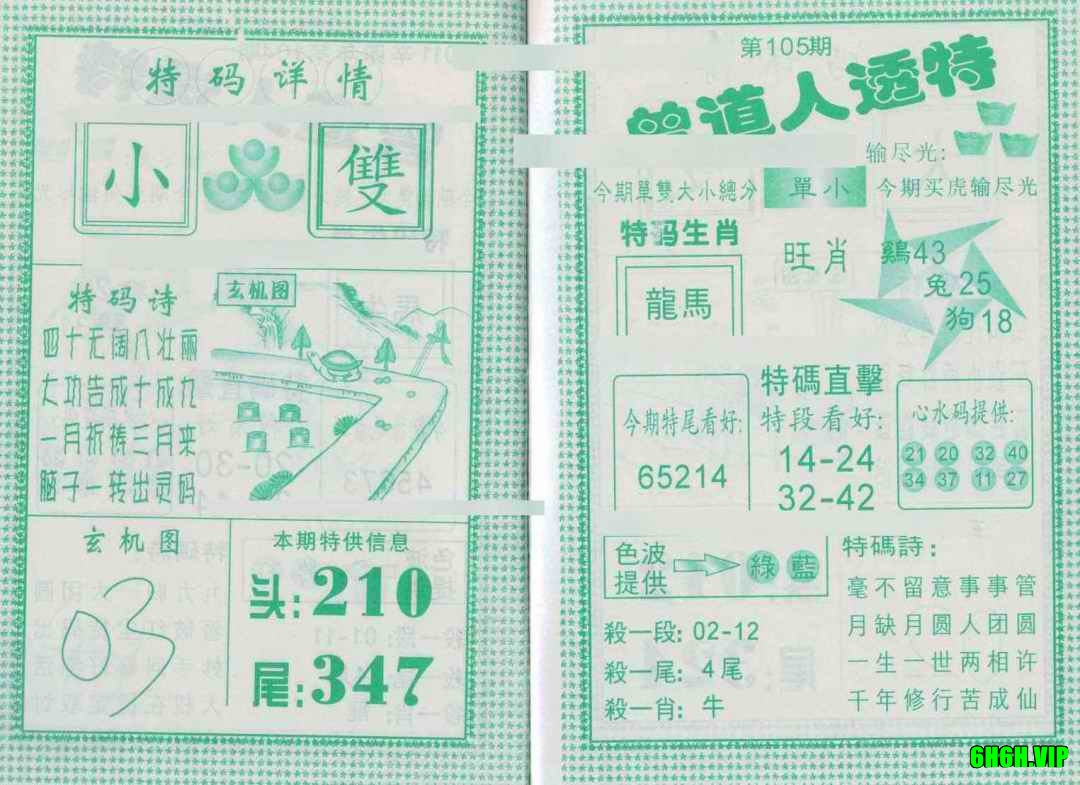 特码详情
小
雙
特码诗
四十无阔八壮丽
大功告成十成九
一月祈祷三月来
脑子一转出灵码
玄机图
玄机图
03
本期特供信息
头:210
尾:347
第105期
曾道人透特
输尽光:
今期單雙大小總分
單小
今期买虎输尽光
特码生肖
龍馬
旺肖
鷄43
兔25
狗18
今期特尾看好:
65214
特碼直擊
特段看好:
14-24
32-42
心水码提供:
21 20 32 40
34 37 11 27
色波
提供
綠藍
殺一段: 02-12
殺一尾: 4尾
殺一肖: 牛
特碼詩:
毫不留意事事管
月缺月圆人团圆
一生一世两相许
千年修行苦成仙
6H6H.VIP